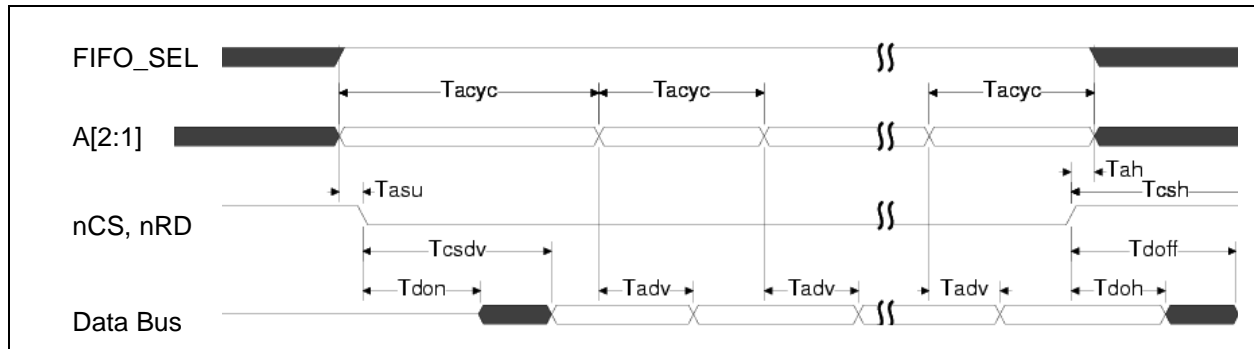 FIFO_SEL
Tacyc Tacyc Tacyc
A[2:1]
Tasu Tah
Tcsh
nCS, nRD
Tcsdv Tdoff
Tdon Tadv Tadv Tadv Tdoh
Data Bus